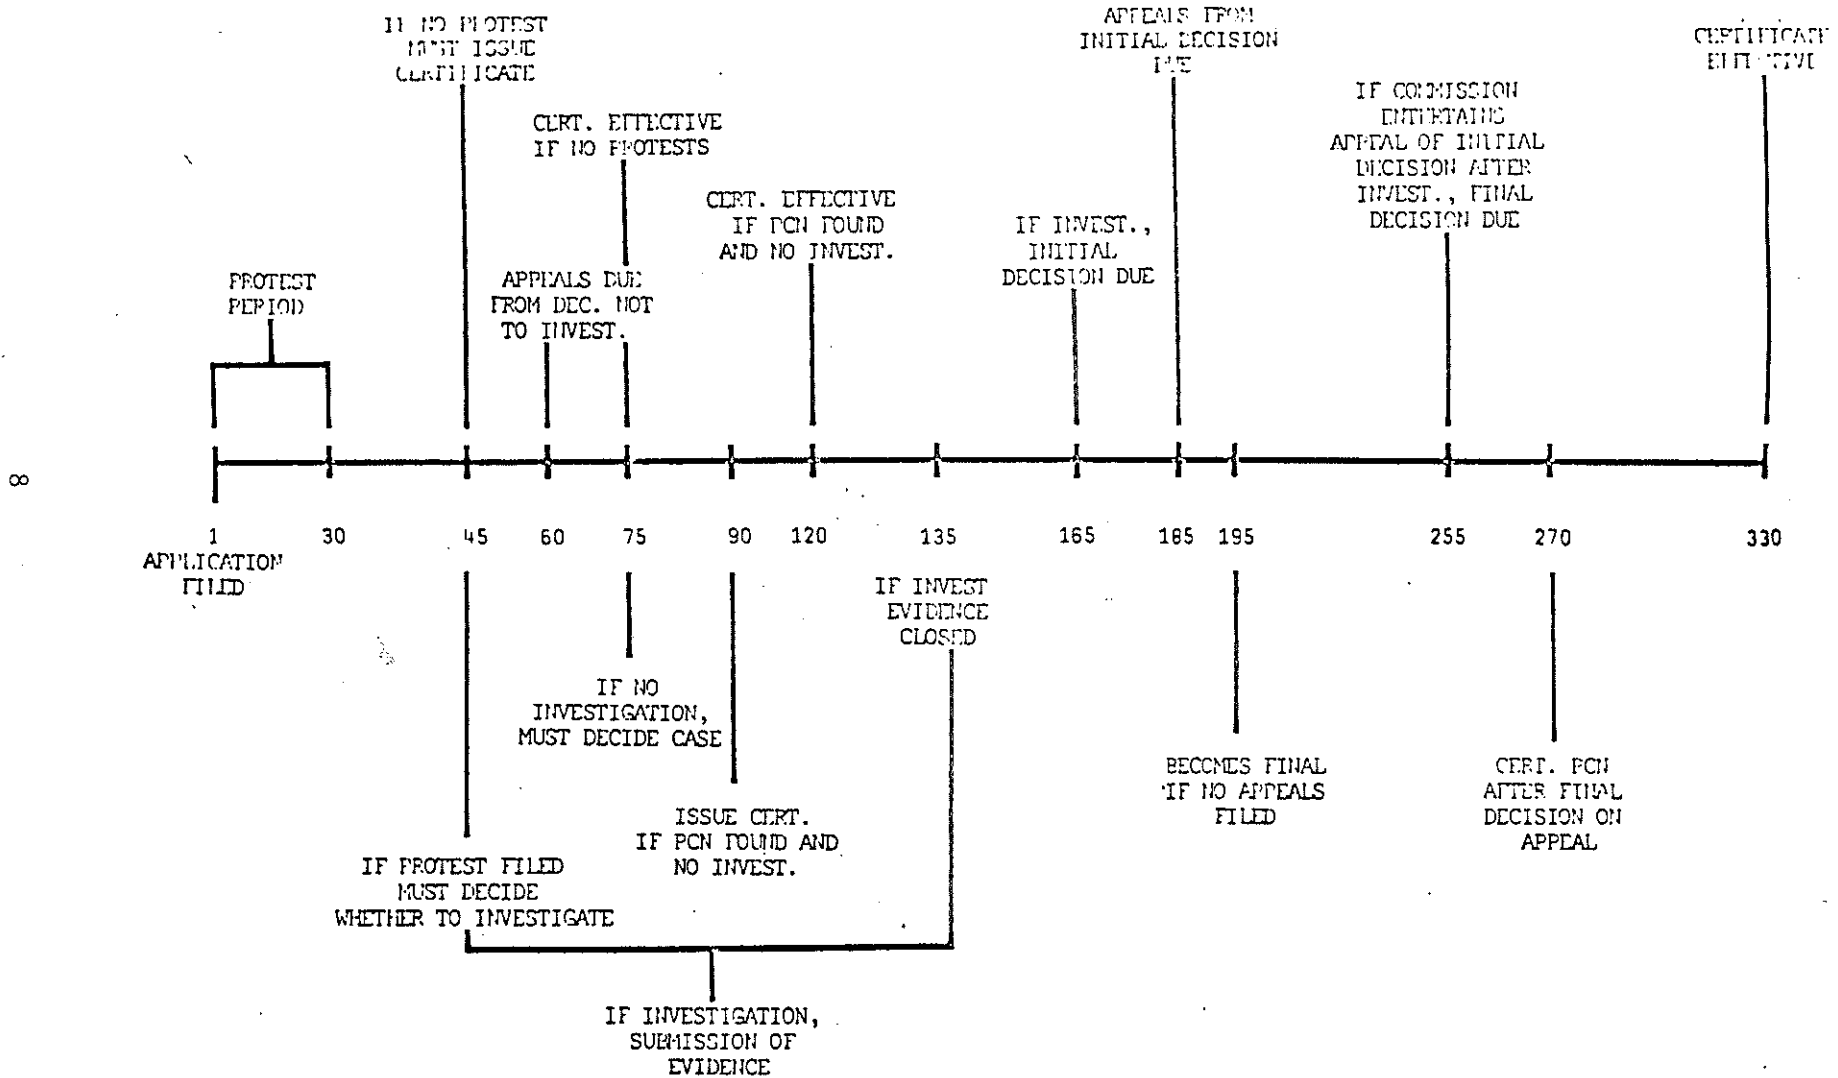 IF NO PROTEST
MUST ISSUE
CERTIFICATE
APPEALS FROM
INITIAL DECISION
DUE
CERTIFICATE
EFFECTIVE
CERT. EFFECTIVE
IF NO PROTESTS
IF COMMISSION
ENTERTAINS
APPEAL OF INITIAL
DECISION AFTER
INVEST., FINAL
DECISION DUE
CERT. EFFECTIVE
IF PCN FOUND
AND NO INVEST.
IF INVEST.,
INITIAL
DECISION DUE
PROTEST
PERIOD
APPEALS DUE
FROM DEC. NOT
TO INVEST.
8
1 30 45 60 75 90 120 135 165 185 195 255 270 330
APPLICATION
FILED
IF INVEST
EVIDENCE
CLOSED
IF NO
INVESTIGATION,
MUST DECIDE CASE
BECOMES FINAL
IF NO APPEALS
FILED
CERT. PCN
AFTER FINAL
DECISION ON
APPEAL
ISSUE CERT.
IF PCN FOUND AND
NO INVEST.
IF PROTEST FILED
MUST DECIDE
WHETHER TO INVESTIGATE
IF INVESTIGATION,
SUBMISSION OF
EVIDENCE